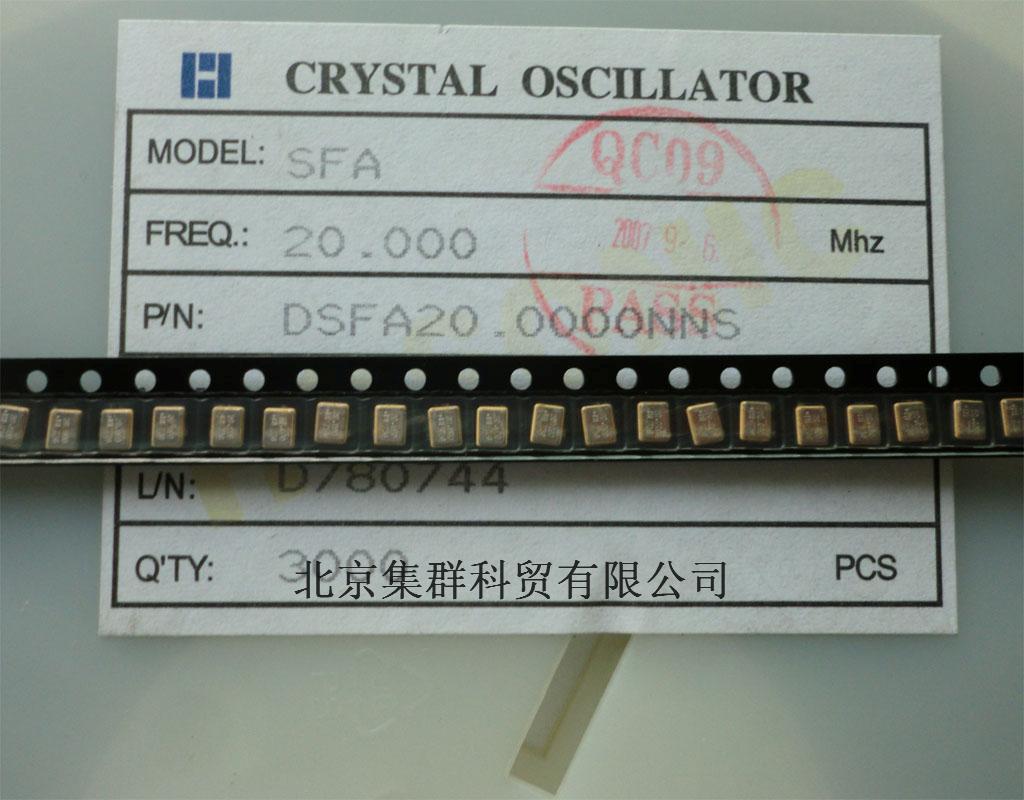 CRYSTAL OSCILLATOR
MODEL: SFA
QC09
FREQ.: 20.000 Mhz
2007 9- 6
P/N: DSFA20.0000NNS
PASS
L/N: D780744
Q'TY: 3000 PCS
北京集群科贸有限公司